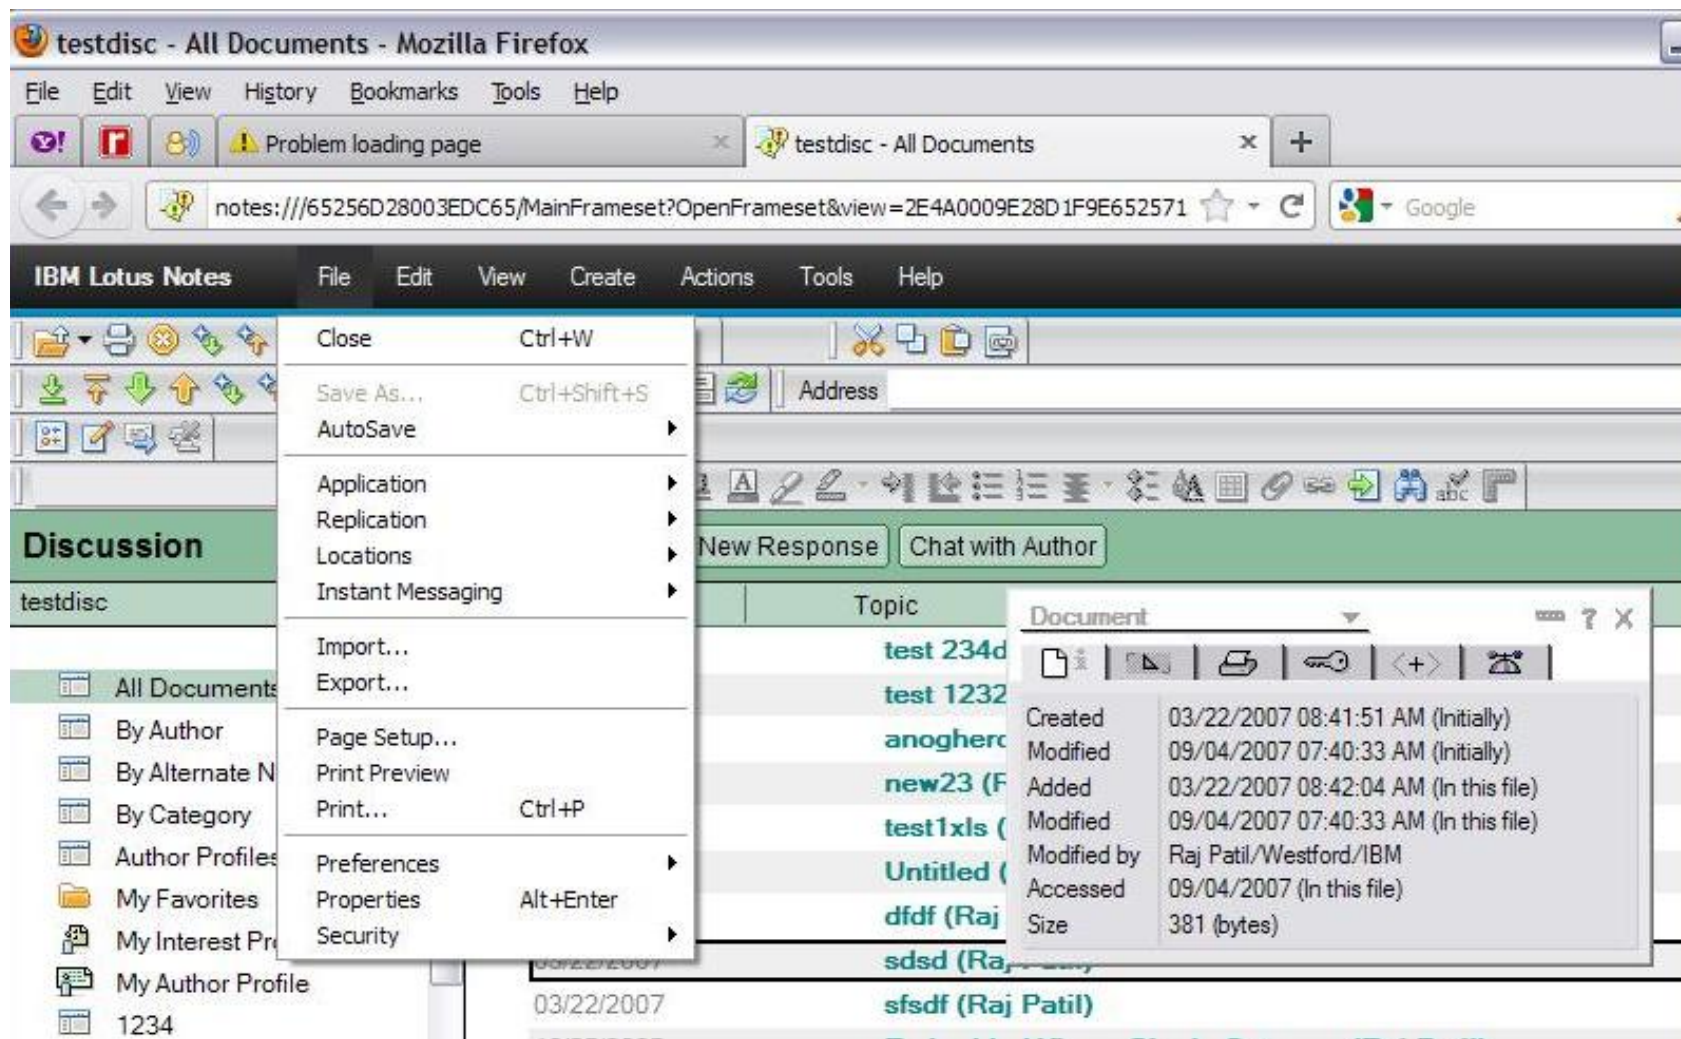 testdisc - All Documents - Mozilla Firefox
File Edit View History Bookmarks Tools Help
Problem loading page testdisc - All Documents
notes:///65256D28003EDC65/MainFrameset?OpenFrameset&view=2E4A0009E28D1F9E652571 Google
IBM Lotus Notes File Edit View Create Actions Tools Help
Close Ctrl+W
Save As... Ctrl+Shift+S
Address
AutoSave
Application
Replication
Locations
Instant Messaging
Import...
Export...
Page Setup...
Print Preview
Print... Ctrl+P
Preferences
Properties Alt+Enter
Security
Discussion
New Response Chat with Author
testdisc
All Documents
By Author
By Alternate N
By Category
Author Profiles
My Favorites
My Interest Pro
My Author Profile
1234
Topic
test 234d
test 1232
anogherd
new23 (F
test1xls (
Untitled (
dfdf (Raj
03/22/2007 sdsd (Raj Patil)
03/22/2007 sfsdf (Raj Patil)
Document ?
Created 03/22/2007 08:41:51 AM (Initially)
Modified 09/04/2007 07:40:33 AM (Initially)
Added 03/22/2007 08:42:04 AM (In this file)
Modified 09/04/2007 07:40:33 AM (In this file)
Modified by Raj Patil/Westford/IBM
Accessed 09/04/2007 (In this file)
Size 381 (bytes)